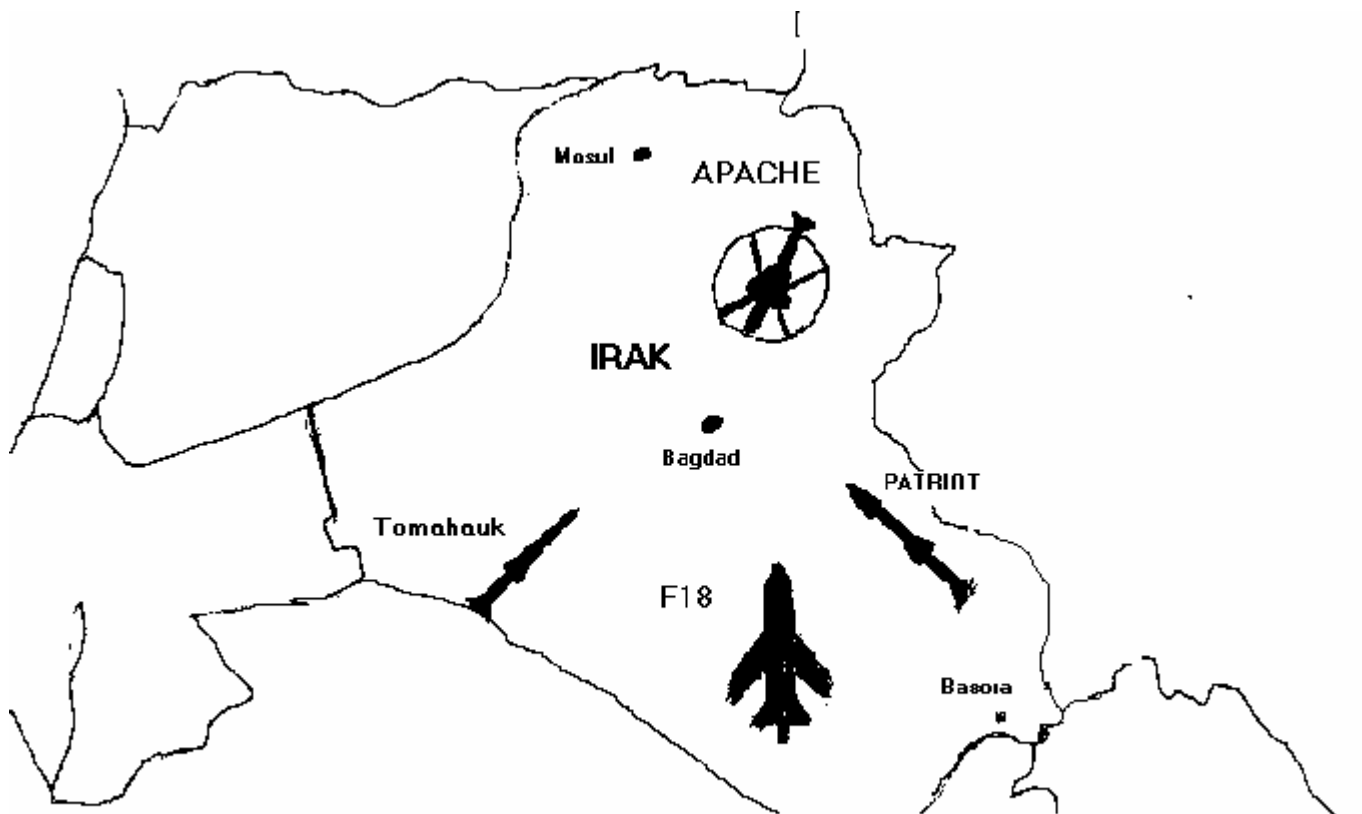 Mosul
APACHE
IRAK
Bagdad
PATRIOT
Tomahauk
F18
Basora